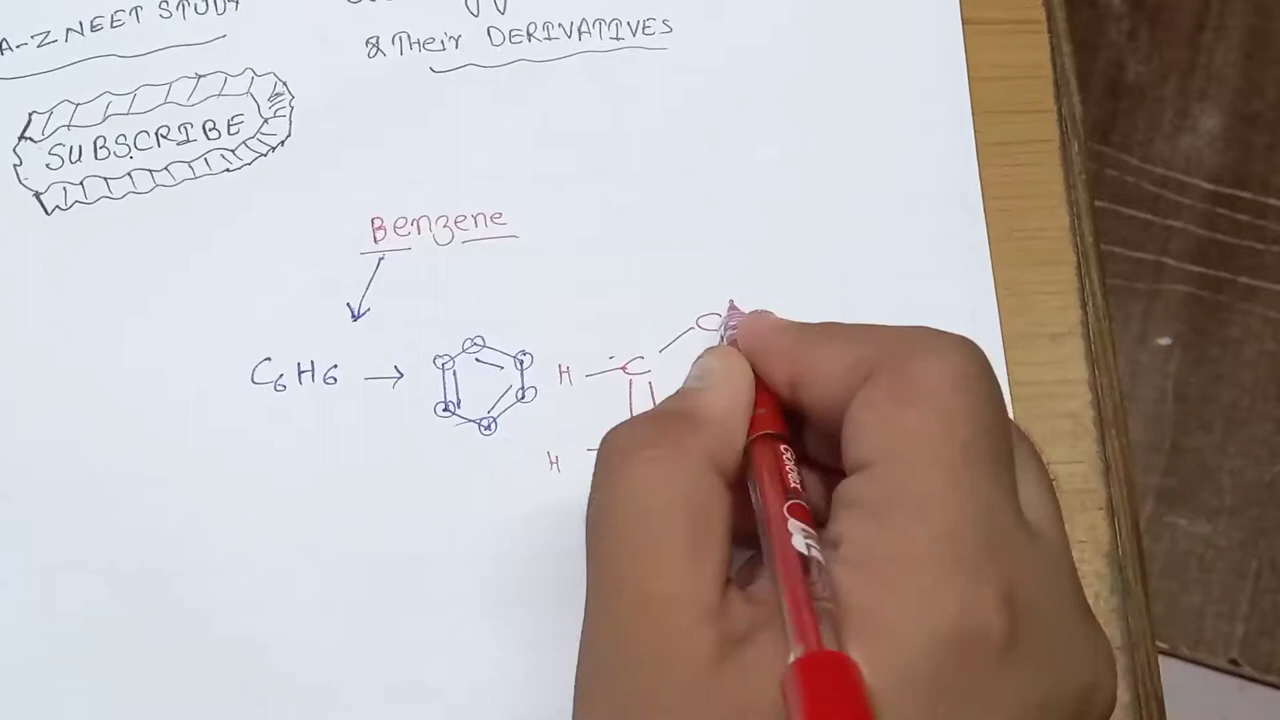 A-Z NEET STUDY
& Their DERIVATIVES
SUBSCRIBE
Benzene
C6H6 →
H C C
H